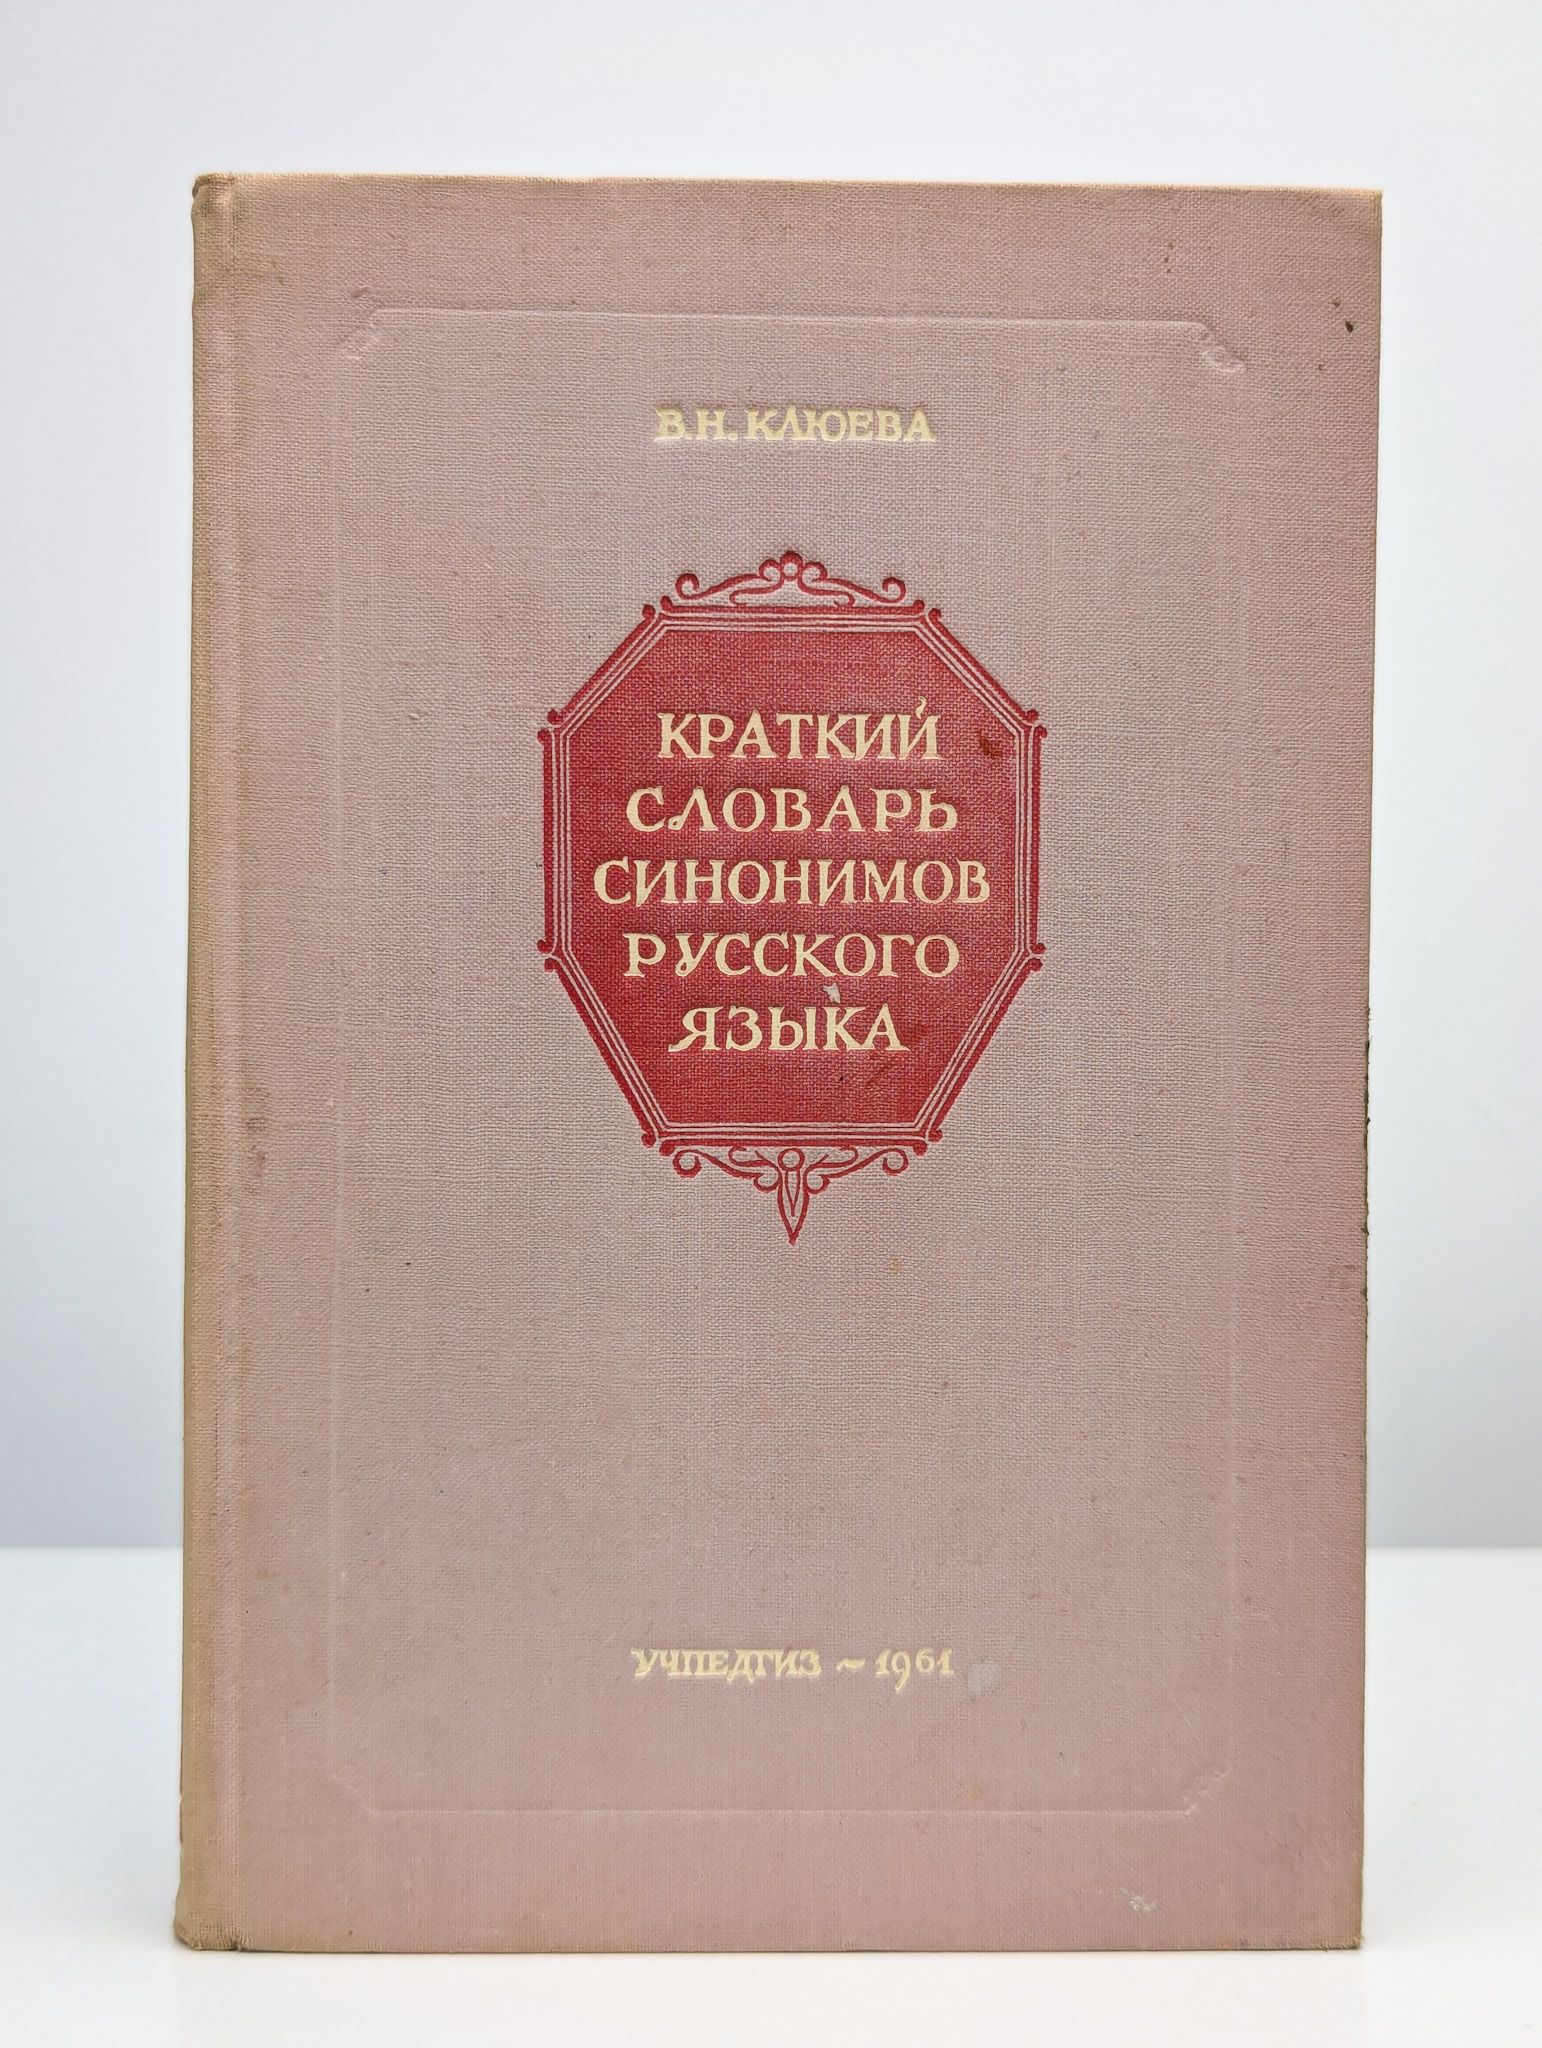 В.Н. КЛЮЕВА
КРАТКИЙ
СЛОВАРЬ
СИНОНИМОВ
РУССКОГО
ЯЗЫКА
УЧПЕДГИЗ ~ 1961